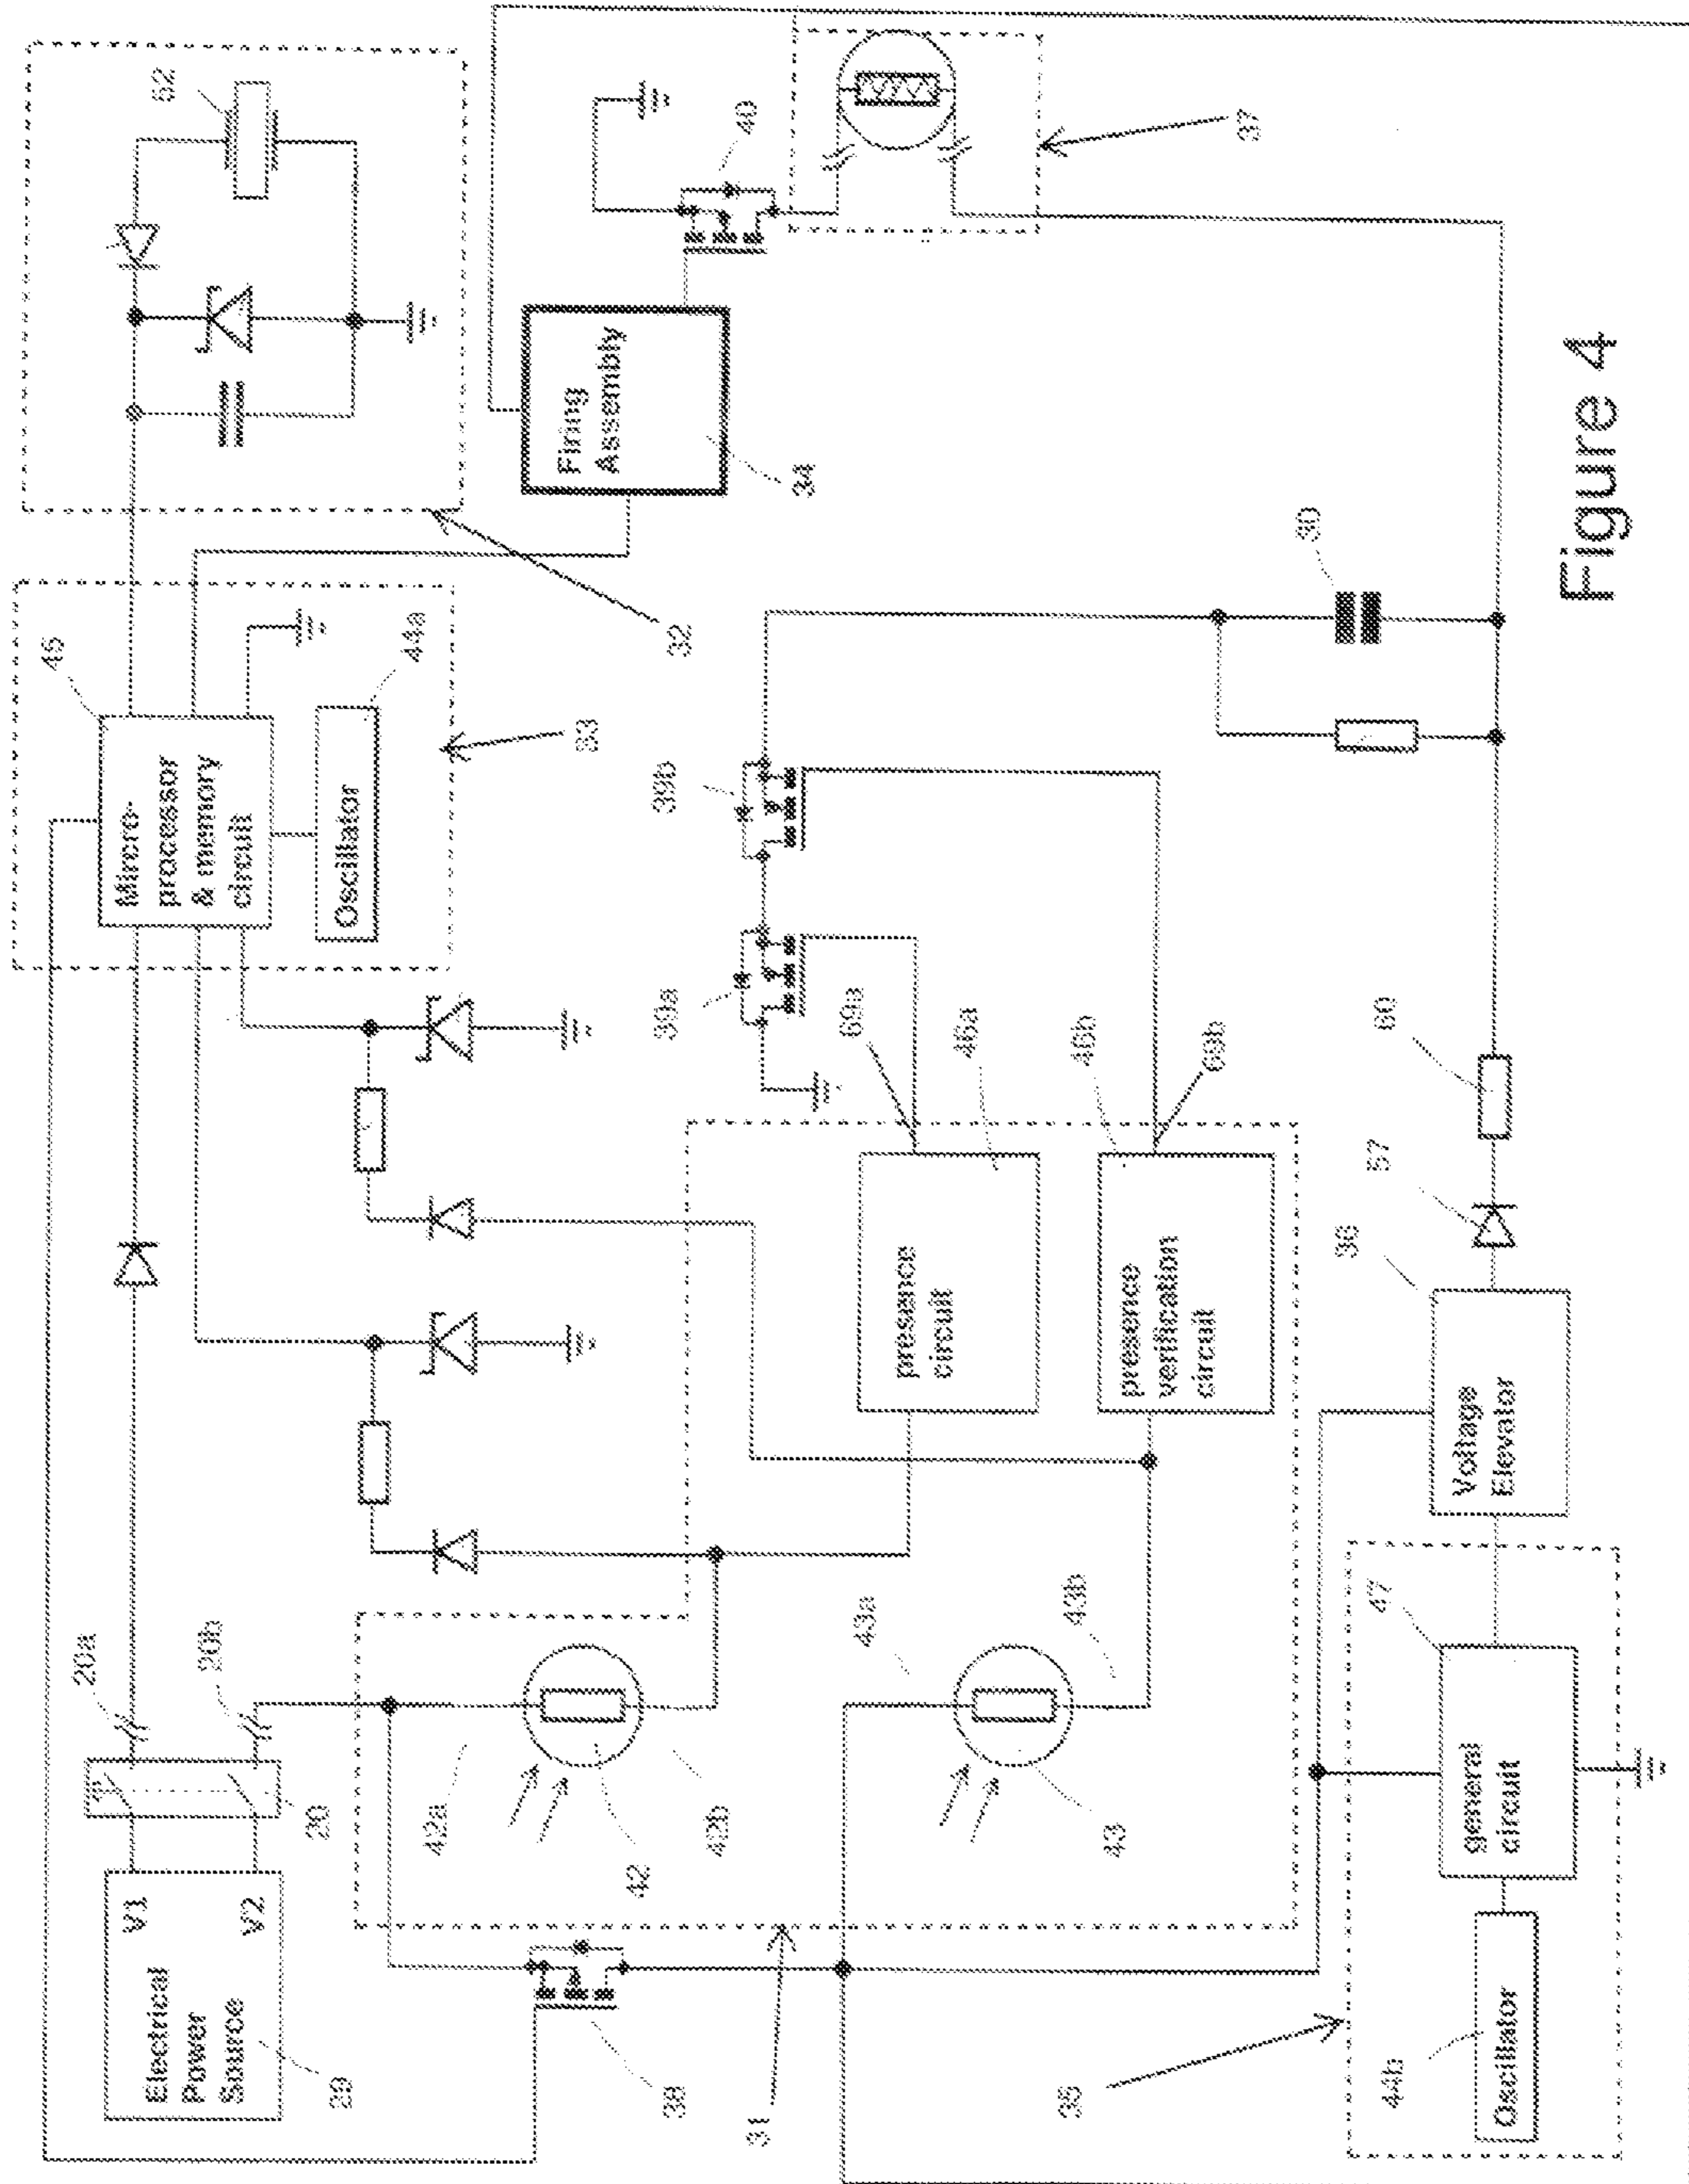 Electrical
Power
Source
V1
V2
29
20
20a
20b
45
Mircro-
processor
& memory
circuit
Oscillator
44a
33
52
32
Firing
Assembly
34
40
37
38
42a
42
42b
31
43a
43
43b
presence
circuit
69a
46a
presence
verification
circuit
46b
69b
39a
39b
30
35
44b
Oscillator
general
circuit
47
Voltage
Elevator
36
57
60
Figure 4